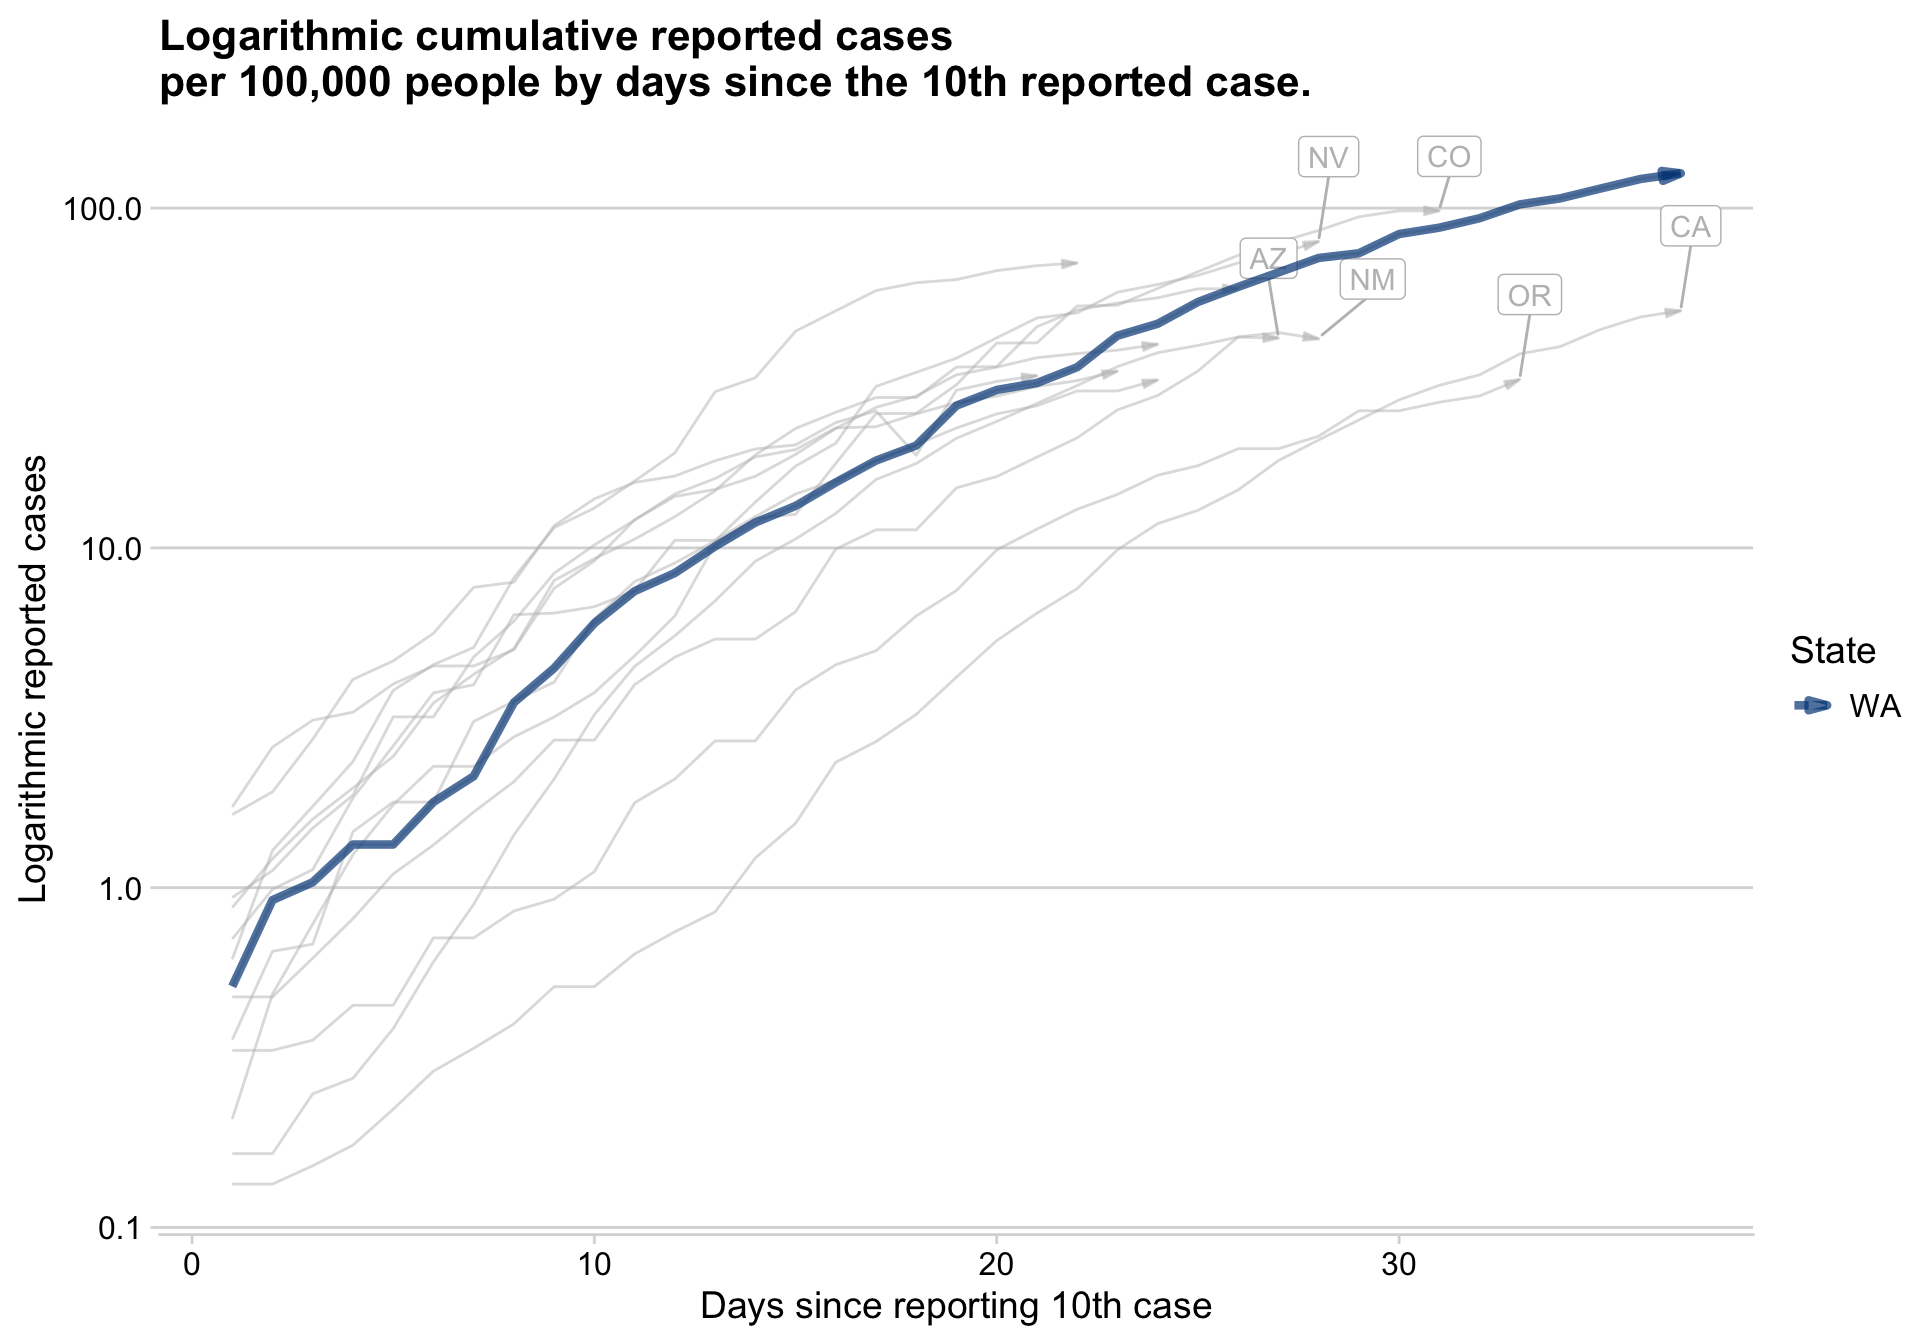 Logarithmic cumulative reported cases
per 100,000 people by days since the 10th reported case.
NV
CO
100.0
CA
AZ
NM
OR
10.0
Logarithmic reported cases
State
WA
1.0
0.1
0
10
20
30
Days since reporting 10th case